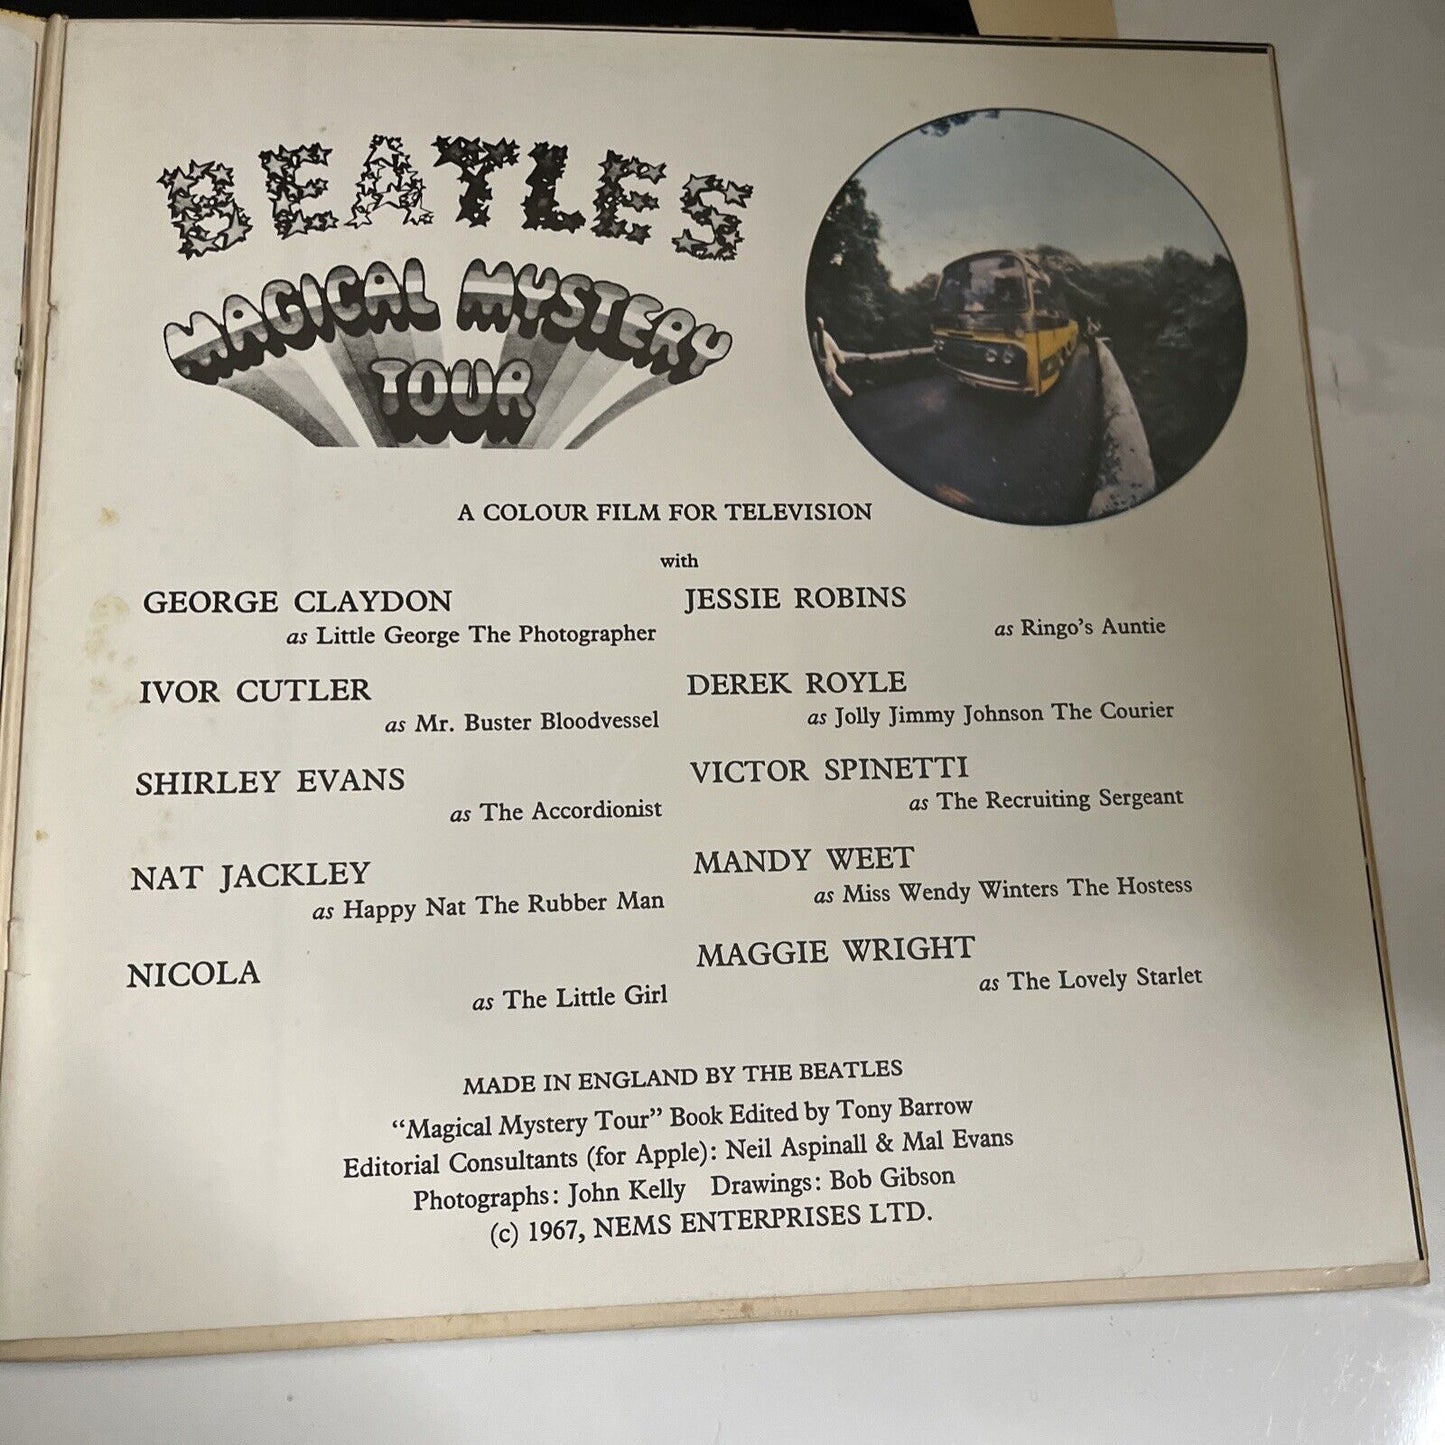 BEATLES
MAGICAL MYSTERY
TOUR
A COLOUR FILM FOR TELEVISION
with
GEORGE CLAYDON
as Little George The Photographer
IVOR CUTLER
as Mr. Buster Bloodvessel
SHIRLEY EVANS
as The Accordionist
NAT JACKLEY
as Happy Nat The Rubber Man
NICOLA
as The Little Girl
JESSIE ROBINS
as Ringo's Auntie
DEREK ROYLE
as Jolly Jimmy Johnson The Courier
VICTOR SPINETTI
as The Recruiting Sergeant
MANDY WEET
as Miss Wendy Winters The Hostess
MAGGIE WRIGHT
as The Lovely Starlet
MADE IN ENGLAND BY THE BEATLES
“Magical Mystery Tour” Book Edited by Tony Barrow
Editorial Consultants (for Apple): Neil Aspinall & Mal Evans
Photographs: John Kelly Drawings: Bob Gibson
(c) 1967, NEMS ENTERPRISES LTD.